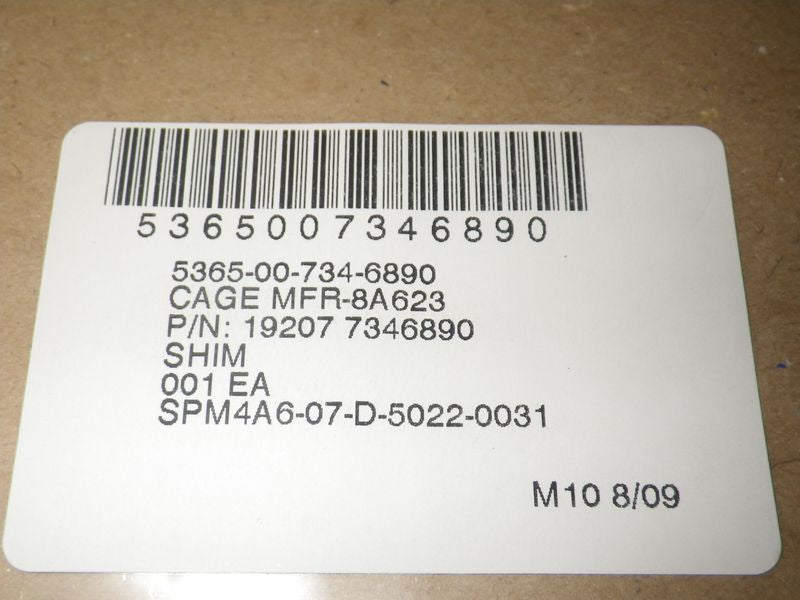 5365007346890
5365-00-734-6890
CAGE MFR-8A623
P/N: 19207 7346890
SHIM
001 EA
SPM4A6-07-D-5022-0031
M10 8/09